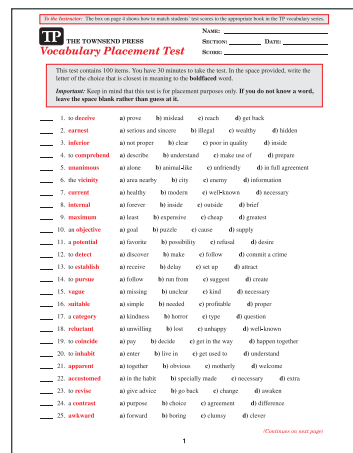 To the Instructor: The box on page 4 shows how to match students' test scores to the appropriate book in the TP vocabulary series.
NAME:
TP THE TOWNSEND PRESS
SECTION: DATE:
Vocabulary Placement Test
SCORE:
This test contains 100 items. You have 30 minutes to take the test. In the space provided, write the
letter of the choice that is closest in meaning to the boldfaced word.
Important: Keep in mind that this test is for placement purposes only. If you do not know a word,
leave the space blank rather than guess at it.
1. to deceive a) prove b) mislead c) reach d) get back
2. earnest a) serious and sincere b) illegal c) wealthy d) hidden
3. inferior a) not proper b) clear c) poor in quality d) inside
4. to comprehend a) describe b) understand c) make use of d) prepare
5. unanimous a) alone b) animal-like c) unfriendly d) in full agreement
6. the vicinity a) area nearby b) city c) enemy d) information
7. current a) healthy b) modern c) well-known d) necessary
8. internal a) forever b) inside c) outside d) brief
9. maximum a) least b) expensive c) cheap d) greatest
10. an objective a) goal b) puzzle c) cause d) supply
11. a potential a) favorite b) possibility c) refusal d) desire
12. to detect a) discover b) make c) follow d) commit a crime
13. to establish a) receive b) delay c) set up d) attract
14. to pursue a) follow b) run from c) suggest d) create
15. vague a) missing b) unclear c) kind d) necessary
16. suitable a) simple b) needed c) profitable d) proper
17. a category a) kindness b) horror c) type d) question
18. reluctant a) unwilling b) lost c) unhappy d) well-known
19. to coincide a) pay b) decide c) get in the way d) happen together
20. to inhabit a) enter b) live in c) get used to d) understand
21. apparent a) together b) obvious c) motherly d) welcome
22. accustomed a) in the habit b) specially made c) necessary d) extra
23. to revise a) give advice b) go back c) change d) awaken
24. a contrast a) purpose b) choice c) agreement d) difference
25. awkward a) forward b) boring c) clumsy d) clever
(Continues on next page)
1